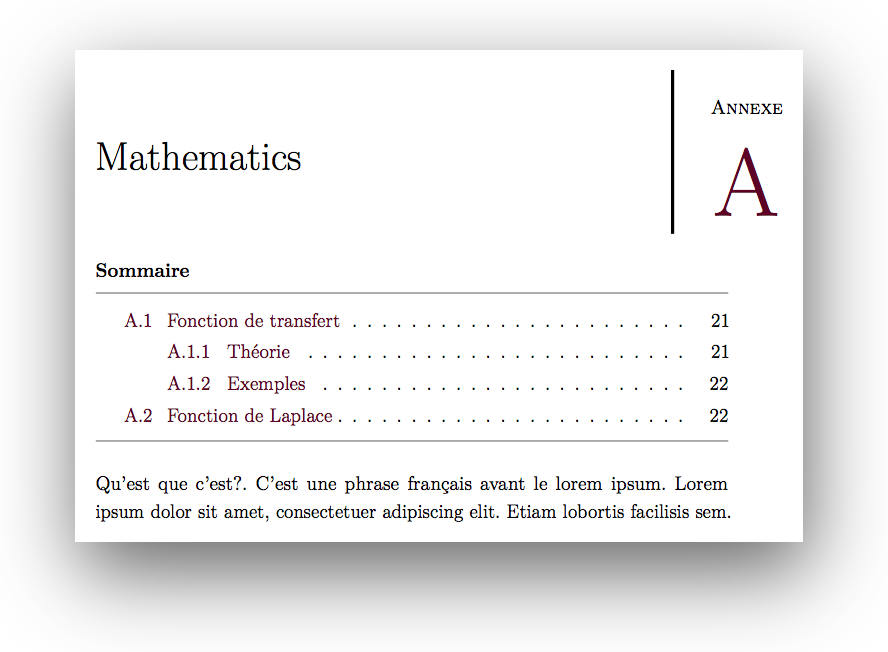 Annexe
Mathematics
A
Sommaire
A.1 Fonction de transfert . . . . . . . . . . . . . . . . . . . . . . . 21
A.1.1 Théorie . . . . . . . . . . . . . . . . . . . . . . . . . . 21
A.1.2 Exemples . . . . . . . . . . . . . . . . . . . . . . . . . 22
A.2 Fonction de Laplace . . . . . . . . . . . . . . . . . . . . . . . . 22
Qu'est que c'est?. C'est une phrase français avant le lorem ipsum. Lorem
ipsum dolor sit amet, consectetuer adipiscing elit. Etiam lobortis facilisis sem.